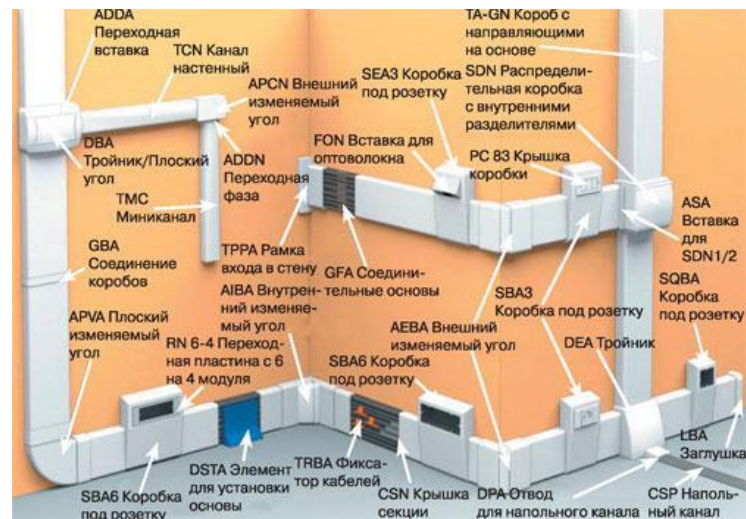 ADDA
Переходная
вставка
TCN Канал
настенный
APCN Внешний
изменяемый
угол
SEA3 Коробка
под розетку
TA-GN Короб с
направляющими
на основе
SDN Распредели-
тельная коробка
с внутренними
разделителями
DBA
Тройник/Плоский
угол
ADDN
Переходная
фаза
FON Вставка для
оптоволокна
PC 83 Крышка
коробки
TMC
Миниканал
ASA
Вставка
для
SDN1/2
GBA
Соединение
коробов
TPPA Рамка
входа в стену
GFA Соедини-
тельные основы
SBA3
Коробка под розетку
SQBA
Коробка
под розетку
APVA Плоский
изменяемый
угол
AIBA Внутрен-
ний изменяе-
мый угол
RN 6-4 Переход-
ная пластина с 6
на 4 модуля
AEBA Внешний
изменяемый угол
SBA6 Коробка
под розетку
DEA Тройник
SBA6 Коробка
под розетку
DSTA Элемент
для установки
основы
TRBA Фикса-
тор кабелей
CSN Крышка
секции
DPA Отвод
для напольного канала
LBA
Заглушка
CSP Наполь-
ный канал